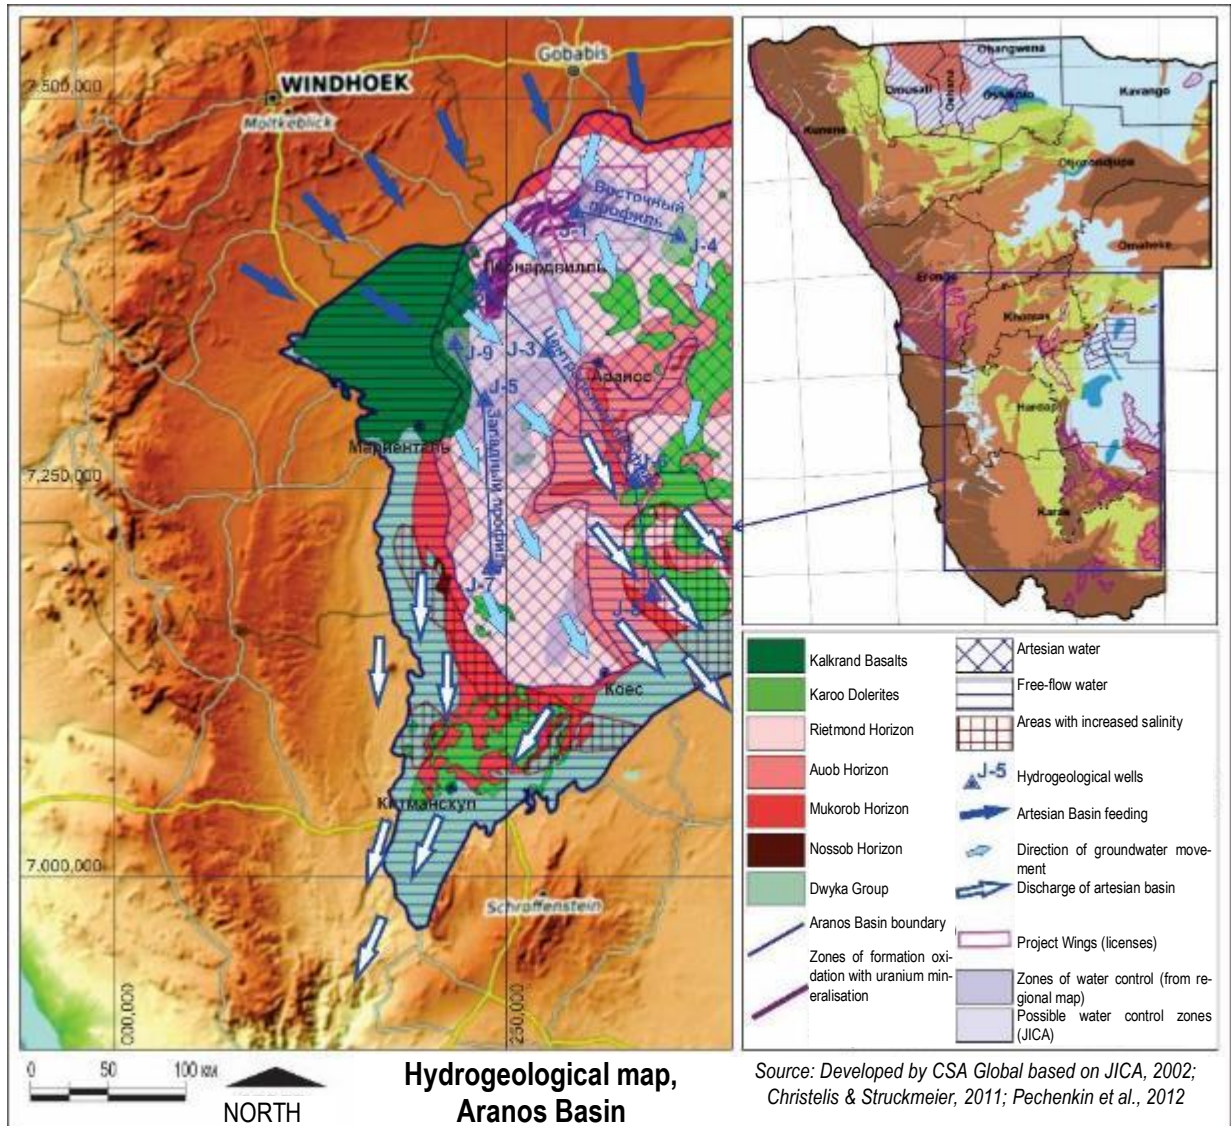 Gobabis
WINDHOEK
Moltkeblick
7,500,000
Восточный
профиль
J-1
J-4
Леонардвилль
J-9
J-3
Аранос
J-5
Западный профиль
Мариенталь
7,250,000
J-7
J-8
Коес
Китманскуп
7,000,000
Schroffenstein
250,000
Ohangwena
Omusati
Oshana
Oshikoto
Kavango
Kunene
Otjozondjupa
Omaheke
Erongo
Khomas
Hardap
Karas
Kalkrand Basalts
Karoo Dolerites
Rietmond Horizon
Auob Horizon
Mukorob Horizon
Nossob Horizon
Dwyka Group
Aranos Basin boundary
Zones of formation oxi-
dation with uranium min-
eralisation
Artesian water
Free-flow water
Areas with increased salinity
J-5
Hydrogeological wells
Artesian Basin feeding
Direction of groundwater move-
ment
Discharge of artesian basin
Project Wings (licenses)
Zones of water control (from re-
gional map)
Possible water control zones
(JICA)
0 50 100 КМ
NORTH
Hydrogeological map,
Aranos Basin
Source: Developed by CSA Global based on JICA, 2002;
Christelis & Struckmeier, 2011; Pechenkin et al., 2012